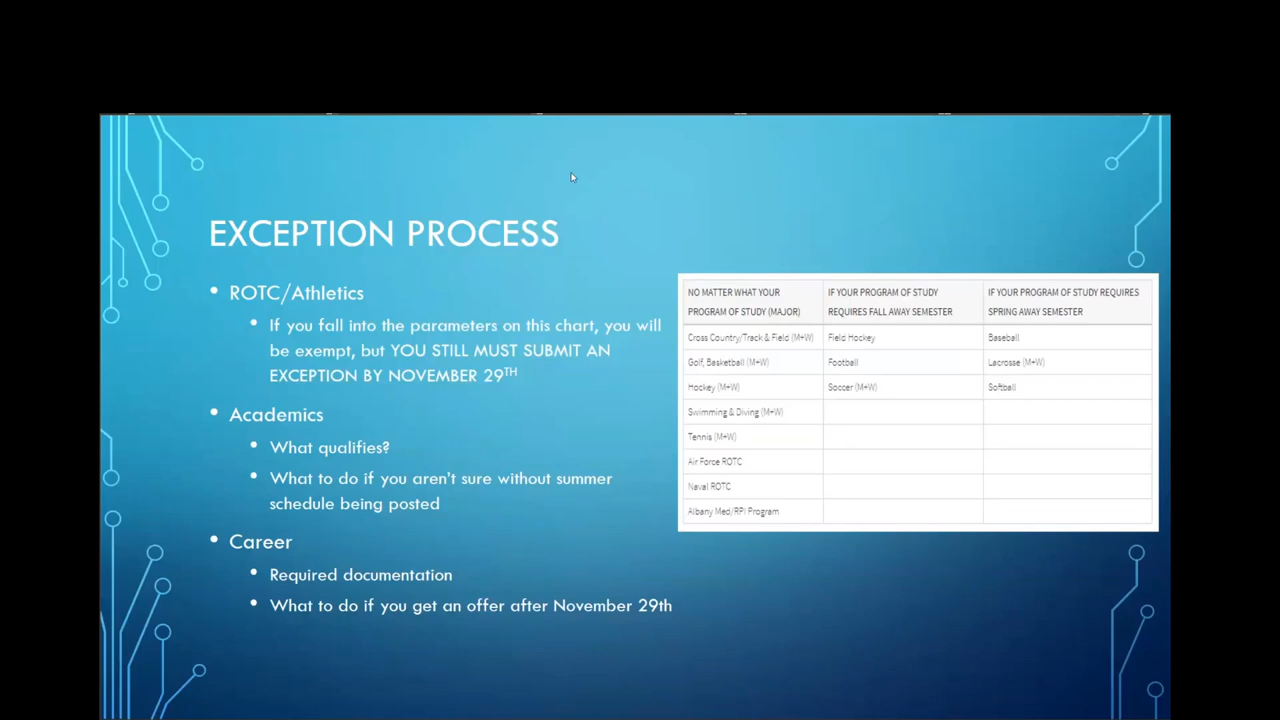 EXCEPTION PROCESS
• ROTC/Athletics
• If you fall into the parameters on this chart, you will
be exempt, but YOU STILL MUST SUBMIT AN
EXCEPTION BY NOVEMBER 29TH
• Academics
• What qualifies?
• What to do if you aren't sure without summer
schedule being posted
• Career
• Required documentation
• What to do if you get an offer after November 29th
NO MATTER WHAT YOUR PROGRAM OF STUDY (MAJOR) | IF YOUR PROGRAM OF STUDY REQUIRES FALL AWAY SEMESTER | IF YOUR PROGRAM OF STUDY REQUIRES SPRING AWAY SEMESTER
Cross Country/Track & Field (M+W) | Field Hockey | Baseball
Golf, Basketball (M+W) | Football | Lacrosse (M+W)
Hockey (M+W) | Soccer (M+W) | Softball
Swimming & Diving (M+W)
Tennis (M+W)
Air Force ROTC
Naval ROTC
Albany Med/RPI Program